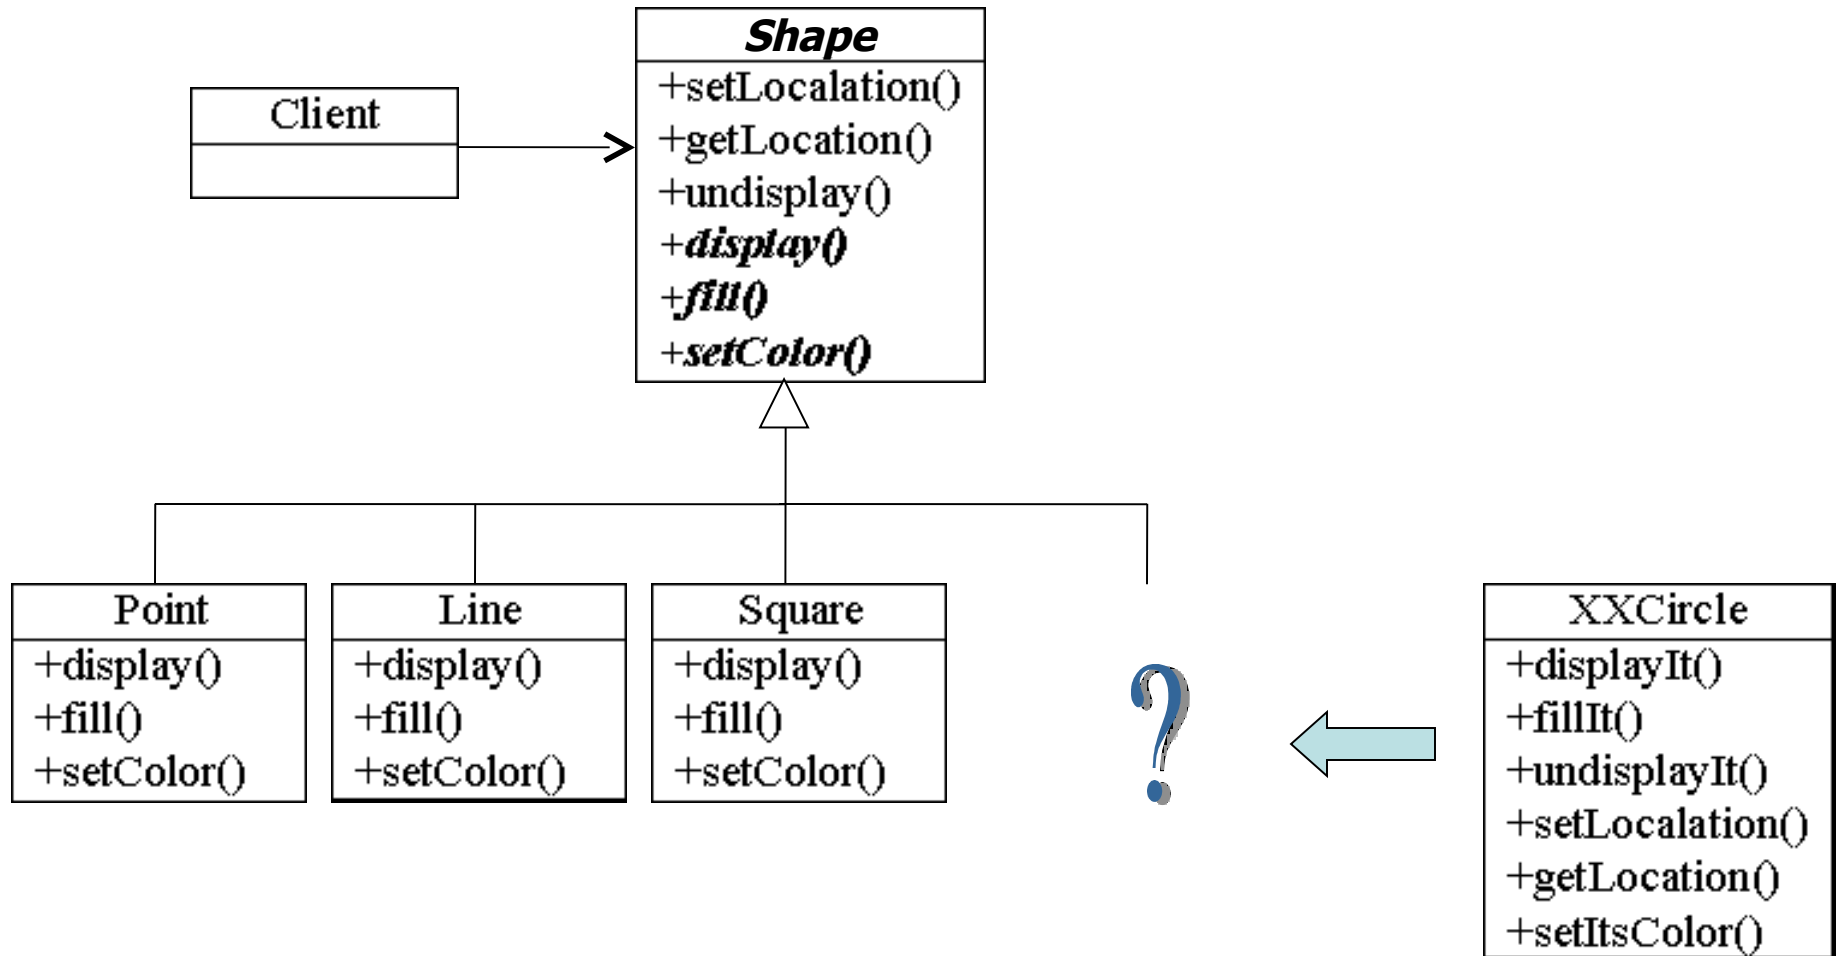 Shape
+setLocalation()
+getLocation()
+undisplay()
+display()
+fill()
+setColor()
Client
Point
+display()
+fill()
+setColor()
Line
+display()
+fill()
+setColor()
Square
+display()
+fill()
+setColor()
?
XXCircle
+displayIt()
+fillIt()
+undisplayIt()
+setLocalation()
+getLocation()
+setItsColor()